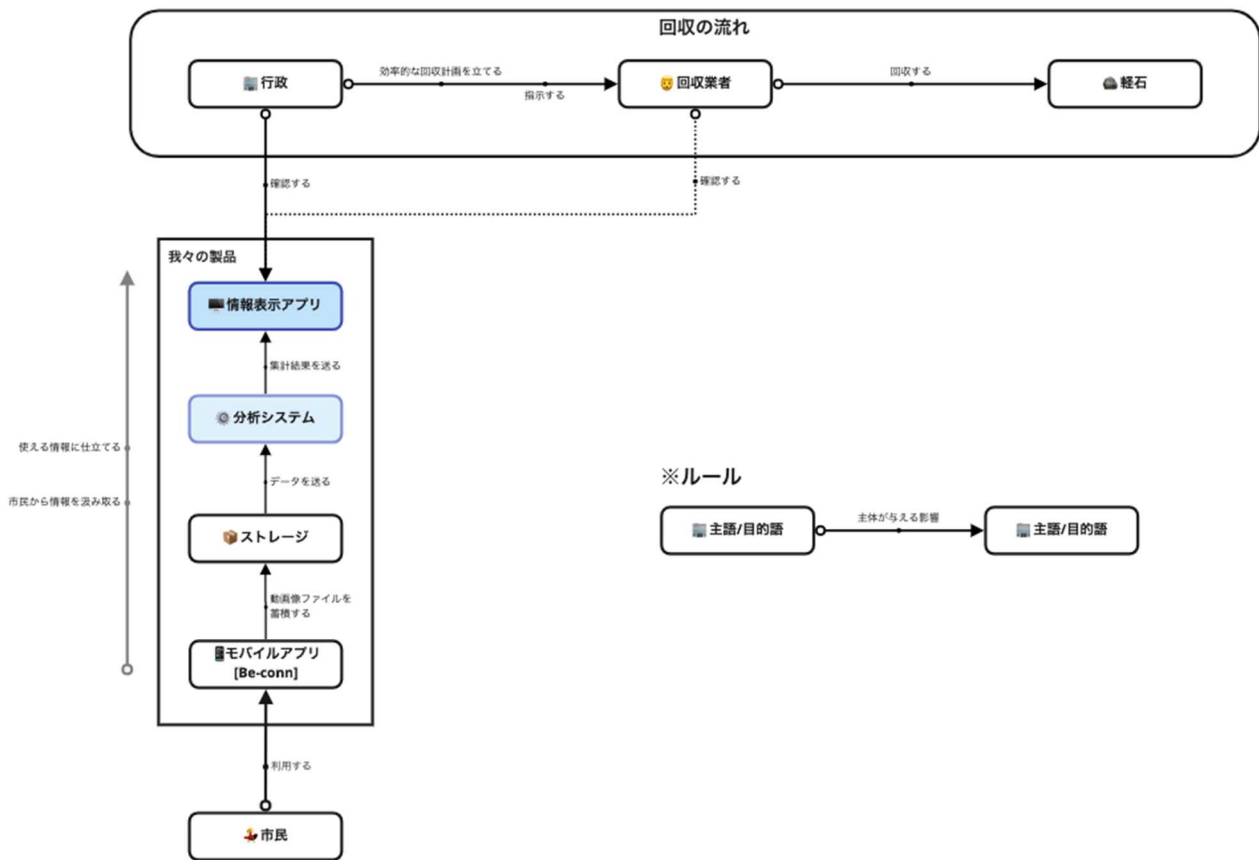 回収の流れ
行政
効率的な回収計画を立てる
指示する
回収業者
回収する
軽石
確認する
確認する
我々の製品
情報表示アプリ
集計結果を送る
分析システム
使える情報に仕立てる
データを送る
市民から情報を汲み取る
ストレージ
動画像ファイルを
蓄積する
モバイルアプリ
[Be-conn]
利用する
市民
※ルール
主語/目的語
主体が与える影響
主語/目的語